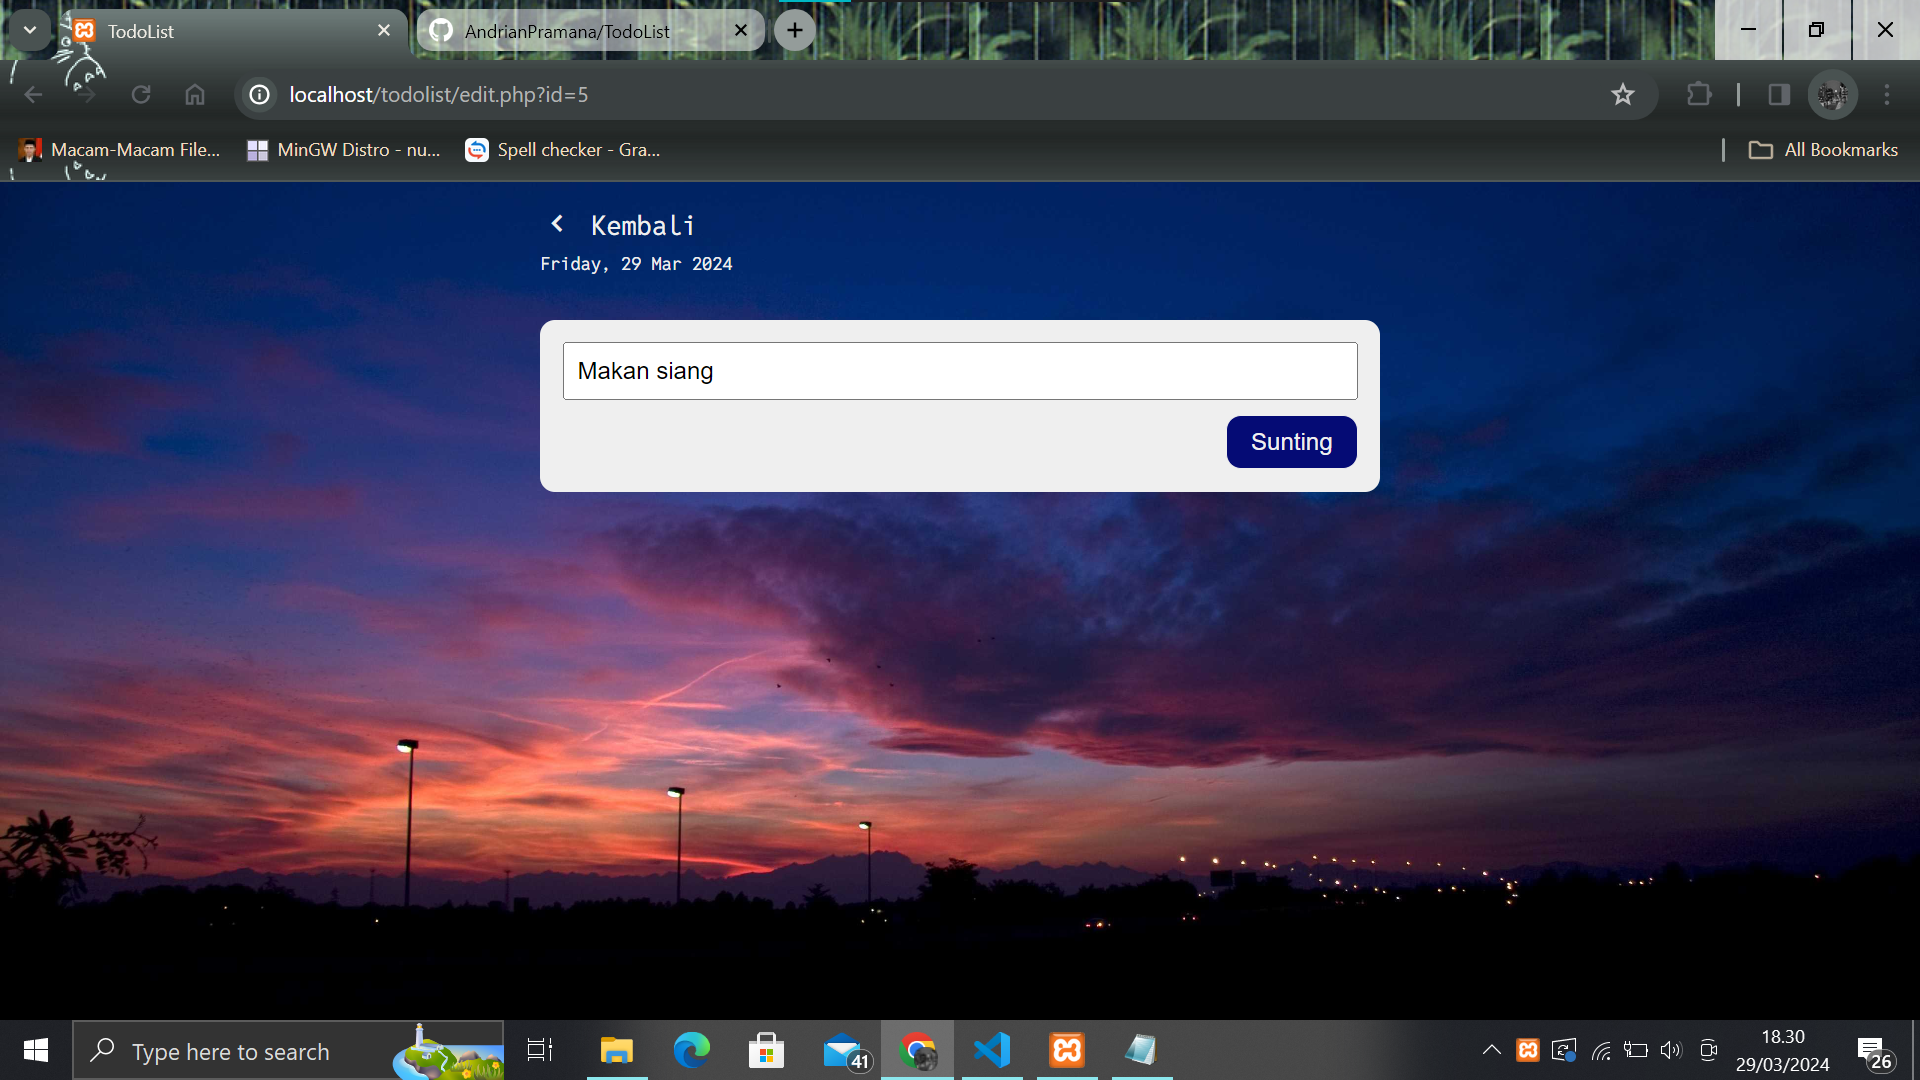 TodoList
AndrianPramana/TodoList
localhost/todolist/edit.php?id=5
Macam-Macam File...
MinGW Distro - nu...
Spell checker - Gra...
All Bookmarks
Kembali
Friday, 29 Mar 2024
Makan siang
Sunting
Type here to search
41
18.30
29/03/2024
26